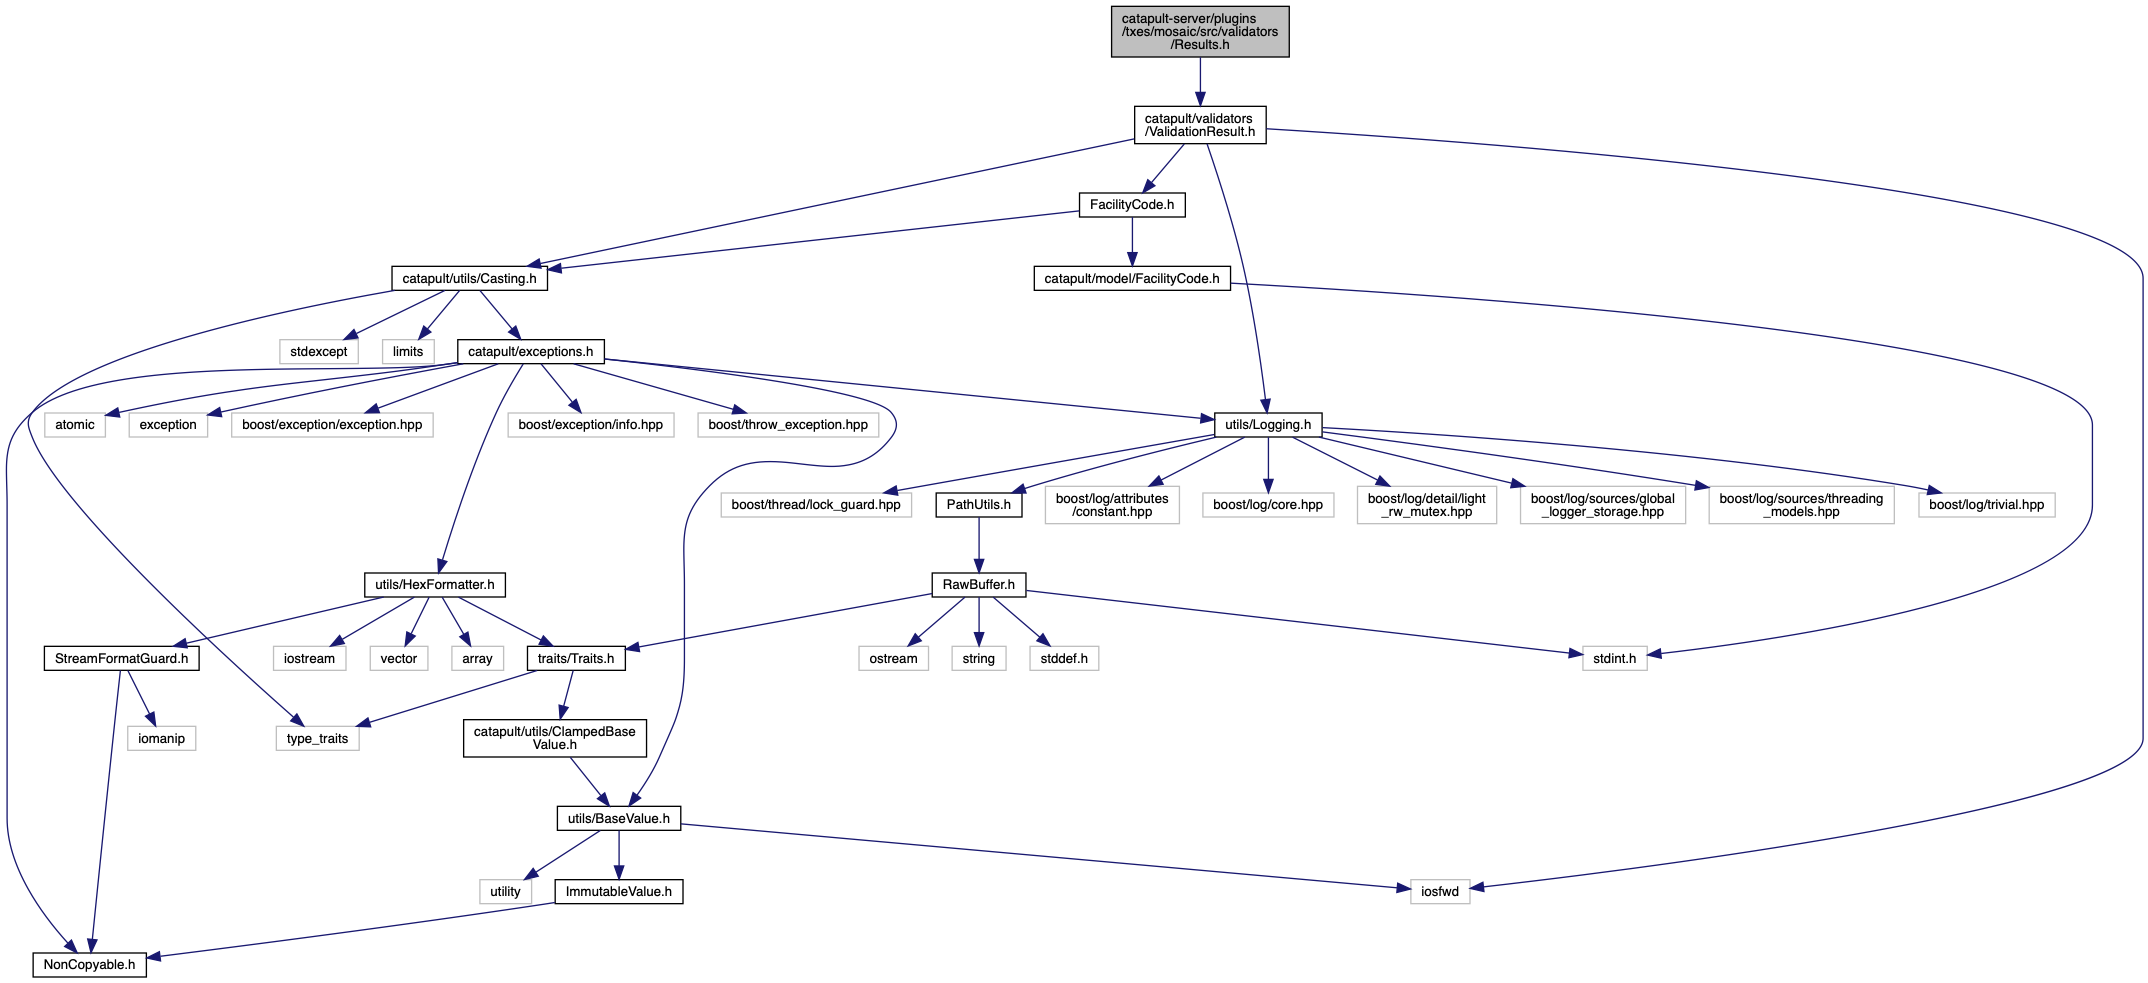 catapult-server/plugins
/txes/mosaic/src/validators
/Results.h
catapult/validators
/ValidationResult.h
FacilityCode.h
catapult/utils/Casting.h
catapult/model/FacilityCode.h
stdexcept
limits
catapult/exceptions.h
atomic
exception
boost/exception/exception.hpp
boost/exception/info.hpp
boost/throw_exception.hpp
utils/Logging.h
boost/thread/lock_guard.hpp
PathUtils.h
boost/log/attributes
/constant.hpp
boost/log/core.hpp
boost/log/detail/light
_rw_mutex.hpp
boost/log/sources/global
_logger_storage.hpp
boost/log/sources/threading
_models.hpp
boost/log/trivial.hpp
utils/HexFormatter.h
RawBuffer.h
StreamFormatGuard.h
iostream
vector
array
traits/Traits.h
ostream
string
stddef.h
stdint.h
iomanip
type_traits
catapult/utils/ClampedBase
Value.h
utils/BaseValue.h
utility
ImmutableValue.h
iosfwd
NonCopyable.h